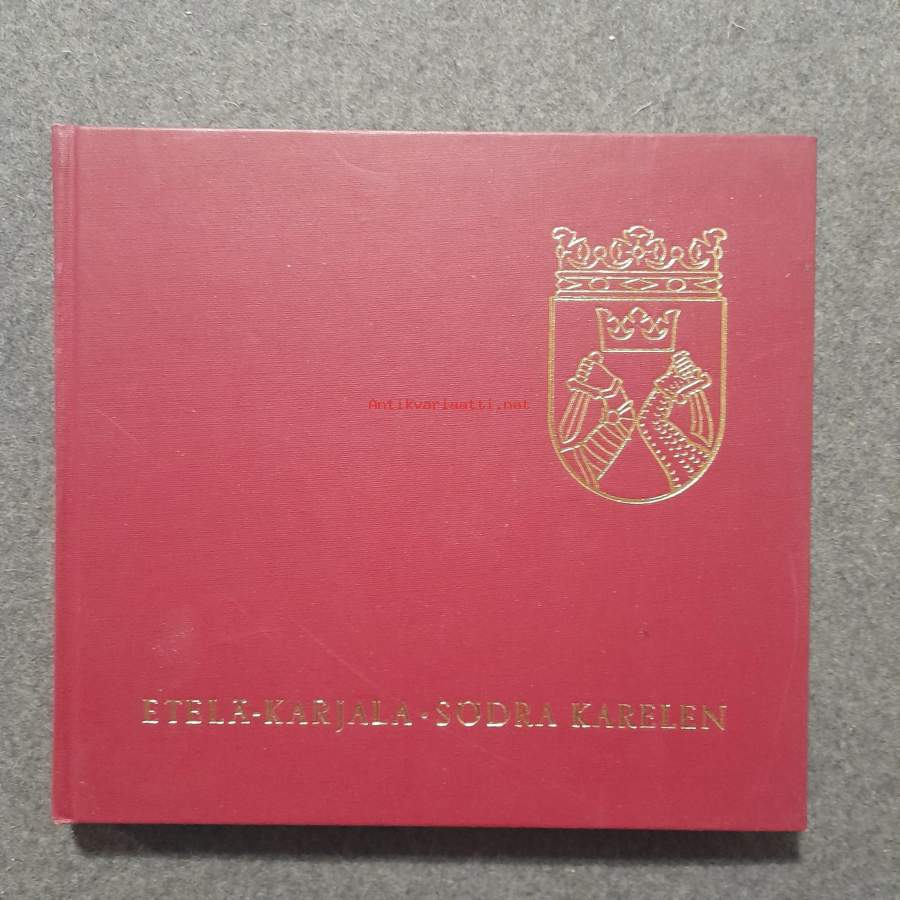 Antikvariaatti.net
ETELÄ-KARJALA · SÖDRA KARELEN